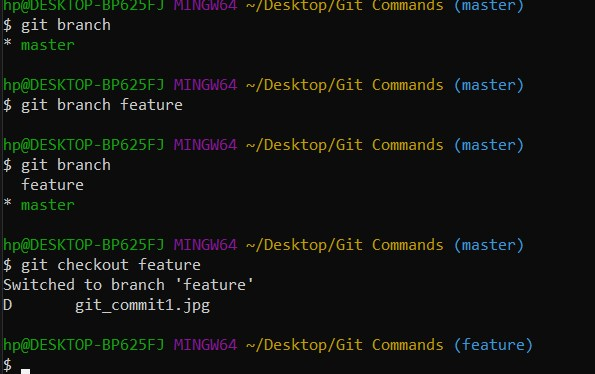 hp@DESKTOP-BP625FJ MINGW64 ~/Desktop/Git Commands (master)
$ git branch
* master
hp@DESKTOP-BP625FJ MINGW64 ~/Desktop/Git Commands (master)
$ git branch feature
hp@DESKTOP-BP625FJ MINGW64 ~/Desktop/Git Commands (master)
$ git branch
  feature
* master
hp@DESKTOP-BP625FJ MINGW64 ~/Desktop/Git Commands (master)
$ git checkout feature
Switched to branch 'feature'
D       git_commit1.jpg
hp@DESKTOP-BP625FJ MINGW64 ~/Desktop/Git Commands (feature)
$